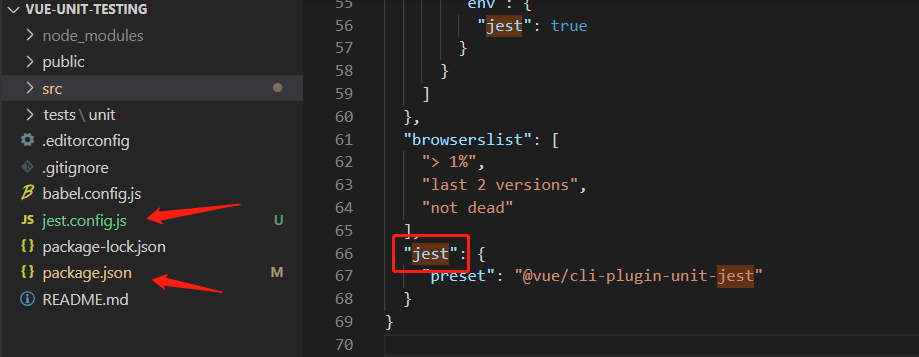 VUE-UNIT-TESTING
node_modules
public
src
tests\unit
.editorconfig
.gitignore
babel.config.js
JS jest.config.js U
package-lock.json
package.json M
README.md
55 "env": {
56 "jest": true
57 }
58 }
59 ]
60 },
61 "browserslist": [
62 "> 1%",
63 "last 2 versions",
64 "not dead"
65 ],
66 "jest": {
67 "preset": "@vue/cli-plugin-unit-jest"
68 }
69 }
70